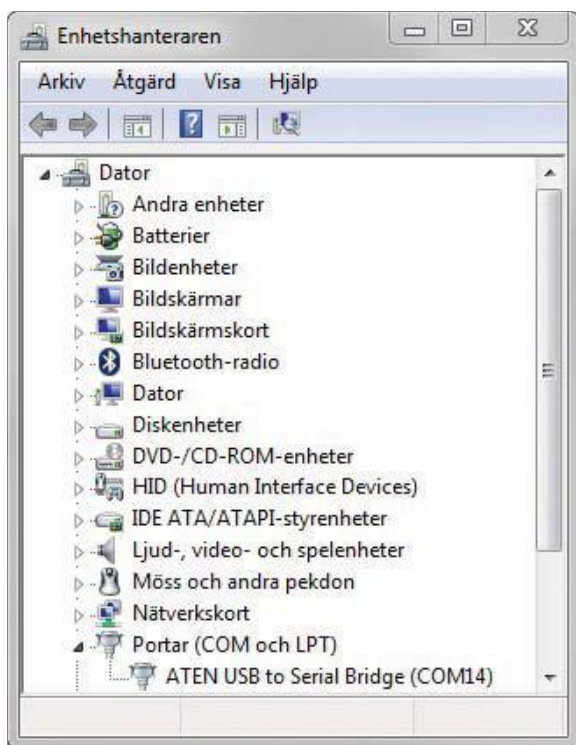 Enhetshanteraren
Arkiv Åtgärd Visa Hjälp
Dator
Andra enheter
Batterier
Bildenheter
Bildskärmar
Bildskärmskort
Bluetooth-radio
Dator
Diskenheter
DVD-/CD-ROM-enheter
HID (Human Interface Devices)
IDE ATA/ATAPI-styrenheter
Ljud-, video- och spelenheter
Möss och andra pekdon
Nätverkskort
Portar (COM och LPT)
ATEN USB to Serial Bridge (COM14)